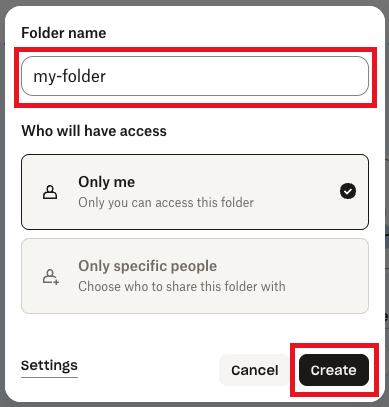 Folder name
my-folder
Who will have access
Only me
Only you can access this folder
Only specific people
Choose who to share this folder with
Settings
Cancel
Create